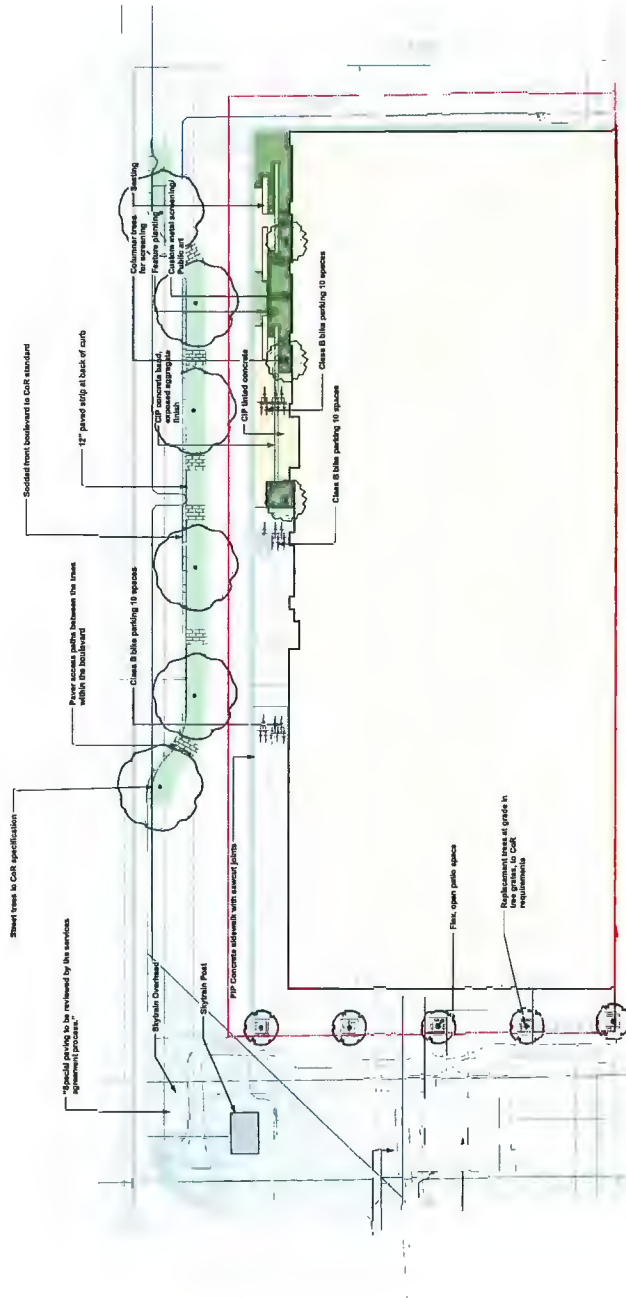 Street trees to CoR specification
Paver access paths between the trees
within the boulevard
Sodded front boulevard to CoR standard
12" paved strip at back of curb
Class B bike parking 10 spaces
CIP concrete band,
exposed aggregate
finish
Columnar trees
for screening
Feature planting
Seating
Custom metal screening/
Public art
CIP tinted concrete
Class B bike parking 10 spaces
Class B bike parking 10 spaces
"Special paving to be reviewed by the services
agreement process."
Skytrain Overhead
Skytrain Post
PIP Concrete sidewalk with sawcut joints
Flex, open patio space
Replacement trees at grade in
tree grates, to CoR
requirements